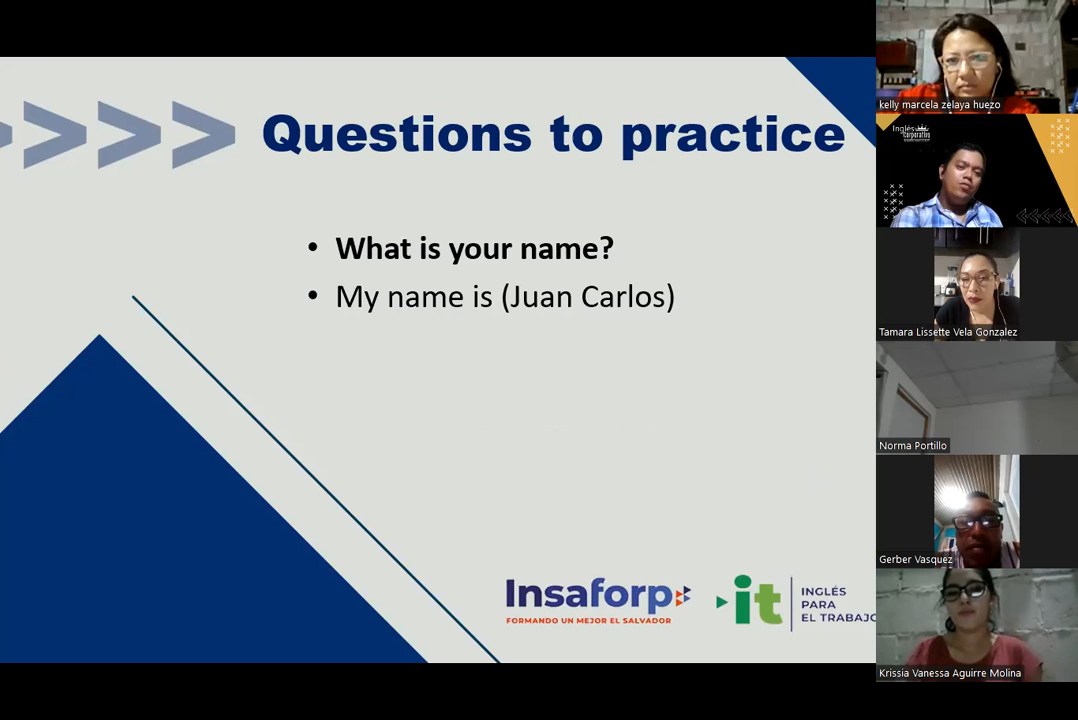 Questions to practice
• What is your name?
• My name is (Juan Carlos)
Insaforp
FORMANDO UN MEJOR EL SALVADOR
it
INGLÉS
PARA
EL TRABAJO
kelly marcela zelaya huezo
Inglés
Corporativo
Tamara Lissette Vela Gonzalez
Norma Portillo
Gerber Vasquez
Krissia Vanessa Aguirre Molina